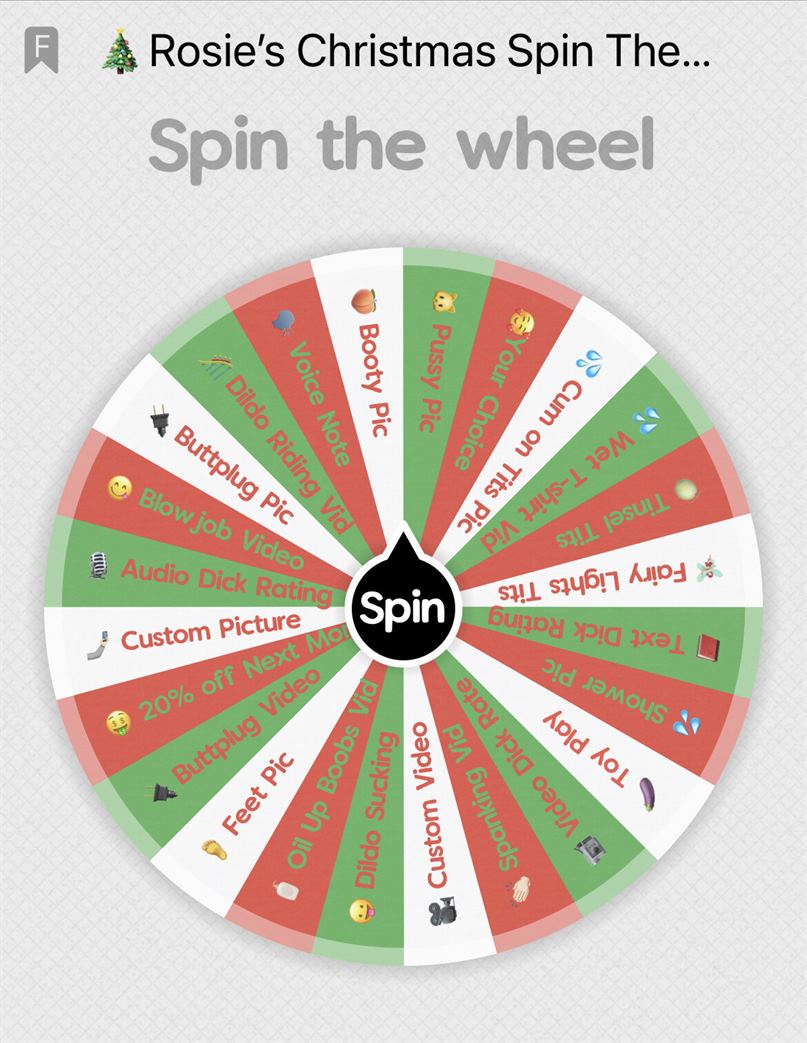 F
Rosie's Christmas Spin The...
Spin the wheel
Pussy Pic
Your Choice
Cum on Tits Pic
Wet T-shirt Vid
Tinsel Tits
Fairy Lights Tits
Text Dick Rating
Shower Pic
Toy Play
Video Dick Rate
Spanking Vid
Custom Video
Dildo Sucking
Oil Up Boobs Vid
Feet Pic
Buttplug Video
20% off Next Mon
Custom Picture
Audio Dick Rating
Blowjob Video
Buttplug Pic
Dildo Riding Vid
Voice Note
Booty Pic
Spin